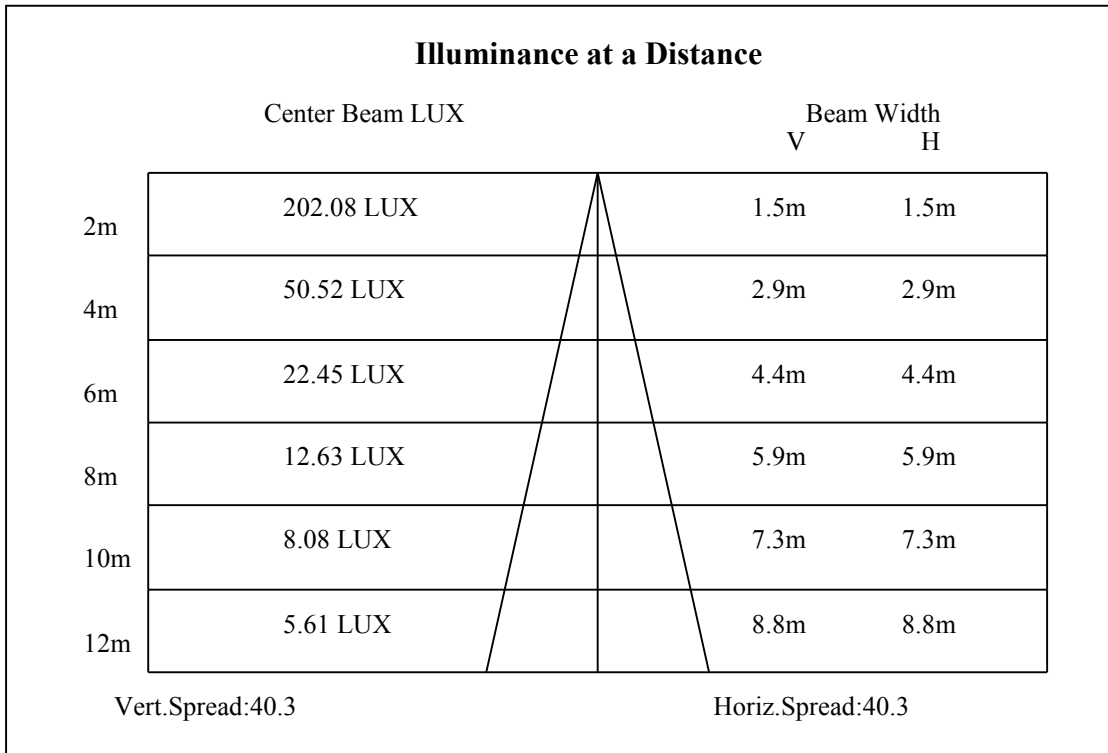 Illuminance at a Distance
Center Beam LUX Beam Width
V H
2m 202.08 LUX 1.5m 1.5m
4m 50.52 LUX 2.9m 2.9m
6m 22.45 LUX 4.4m 4.4m
8m 12.63 LUX 5.9m 5.9m
10m 8.08 LUX 7.3m 7.3m
12m 5.61 LUX 8.8m 8.8m
Vert.Spread:40.3 Horiz.Spread:40.3